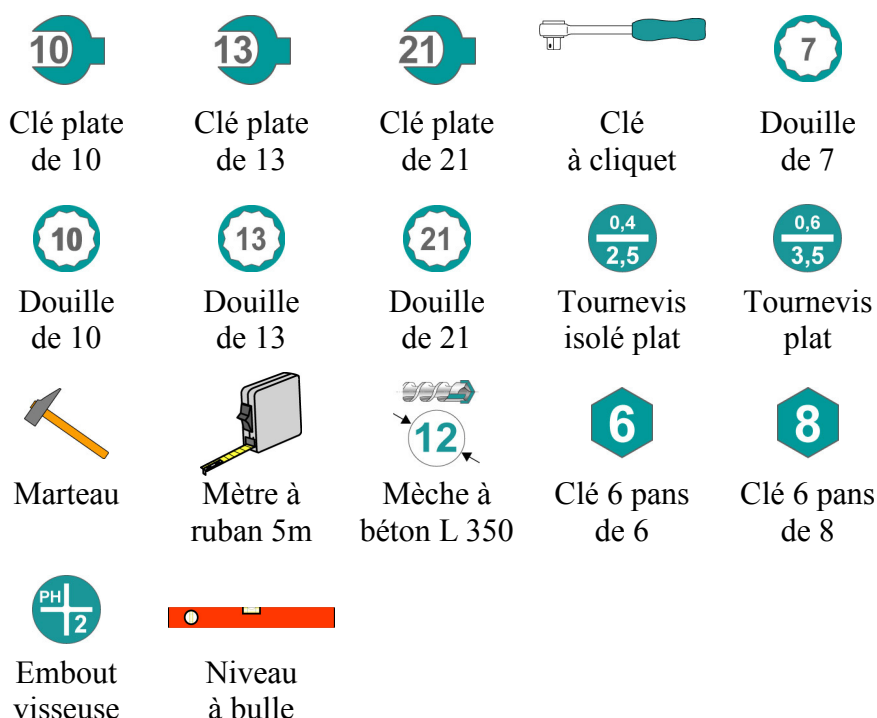 10 13 21 7
Clé plate Clé plate Clé plate Clé Douille
de 10 de 13 de 21 à cliquet de 7
10 13 21 0,4 0,6
2,5 3,5
Douille Douille Douille Tournevis Tournevis
de 10 de 13 de 21 isolé plat plat
12 6 8
Marteau Mètre à Mèche à Clé 6 pans Clé 6 pans
ruban 5m béton L 350 de 6 de 8
PH
2
Embout Niveau
visseuse à bulle